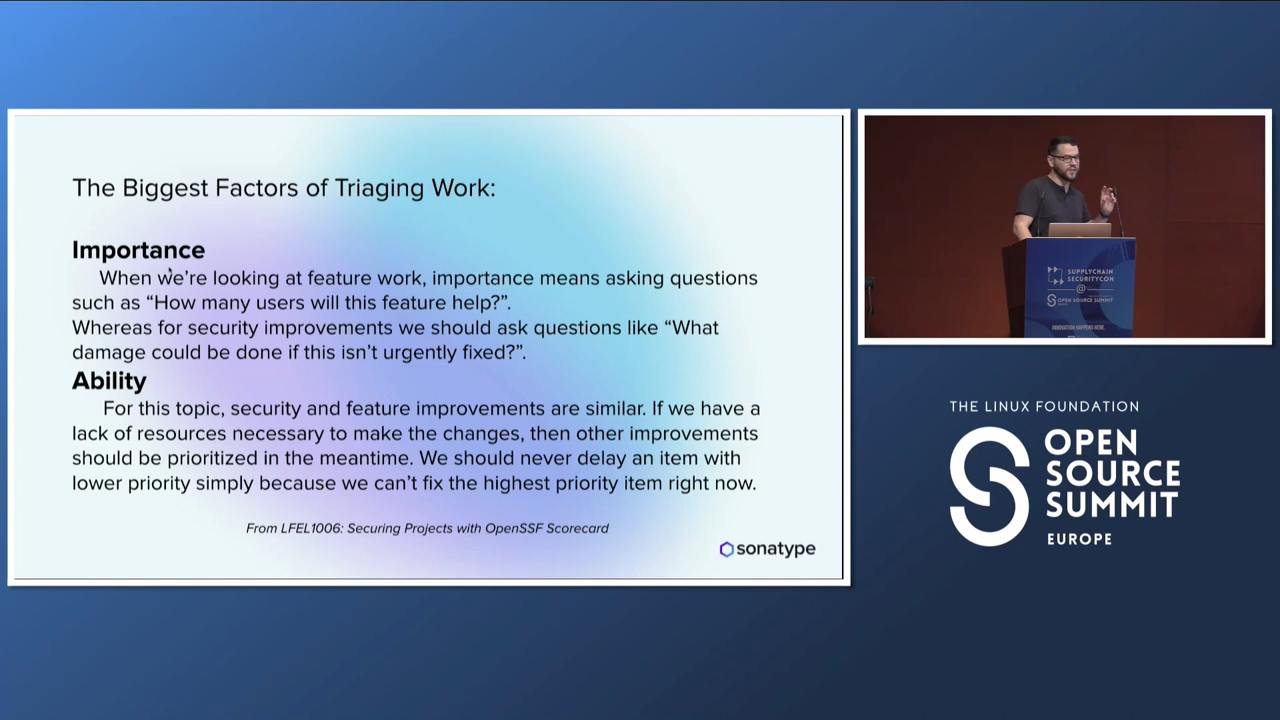 The Biggest Factors of Triaging Work:
Importance
When we're looking at feature work, importance means asking questions
such as “How many users will this feature help?”.
Whereas for security improvements we should ask questions like “What
damage could be done if this isn't urgently fixed?”.
Ability
For this topic, security and feature improvements are similar. If we have a
lack of resources necessary to make the changes, then other improvements
should be prioritized in the meantime. We should never delay an item with
lower priority simply because we can't fix the highest priority item right now.
From LFEL1006: Securing Projects with OpenSSF Scorecard
sonatype
SUPPLYCHAIN
SECURITYCON
@
OPEN SOURCE SUMMIT
INNOVATION HAPPENS HERE.
THE LINUX FOUNDATION
OPEN
SOURCE
SUMMIT
EUROPE